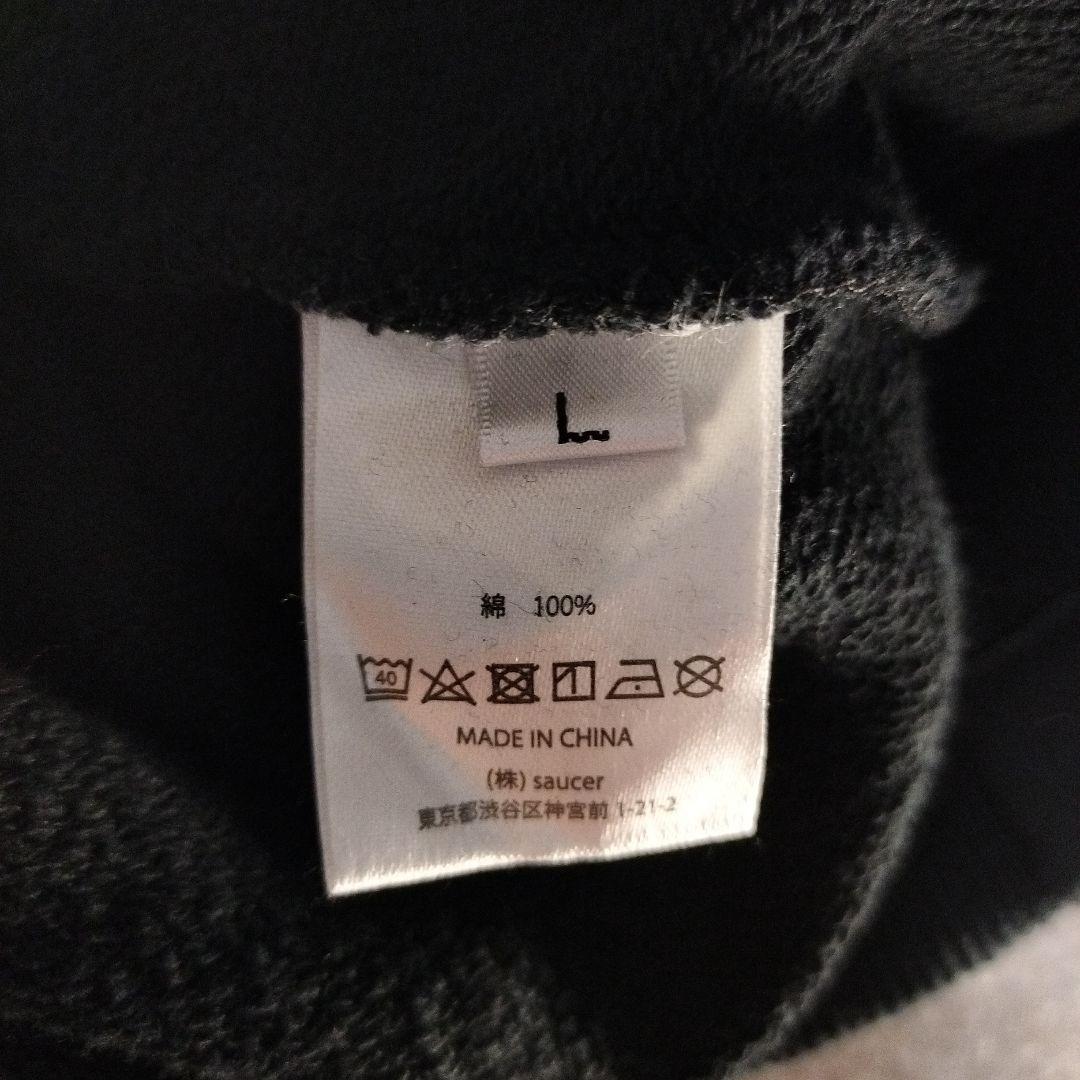 L
綿 100%
40
MADE IN CHINA
(株) saucer
東京都渋谷区神宮前 1-21-2